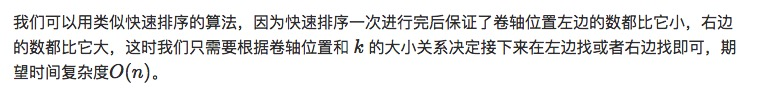 我们可以用类似快速排序的算法，因为快速排序一次进行完后保证了卷轴位置左边的数都比它小，右边
的数都比它大，这时我们只需要根据卷轴位置和 k 的大小关系决定接下来在左边找或者右边找即可，期
望时间复杂度O(n)。